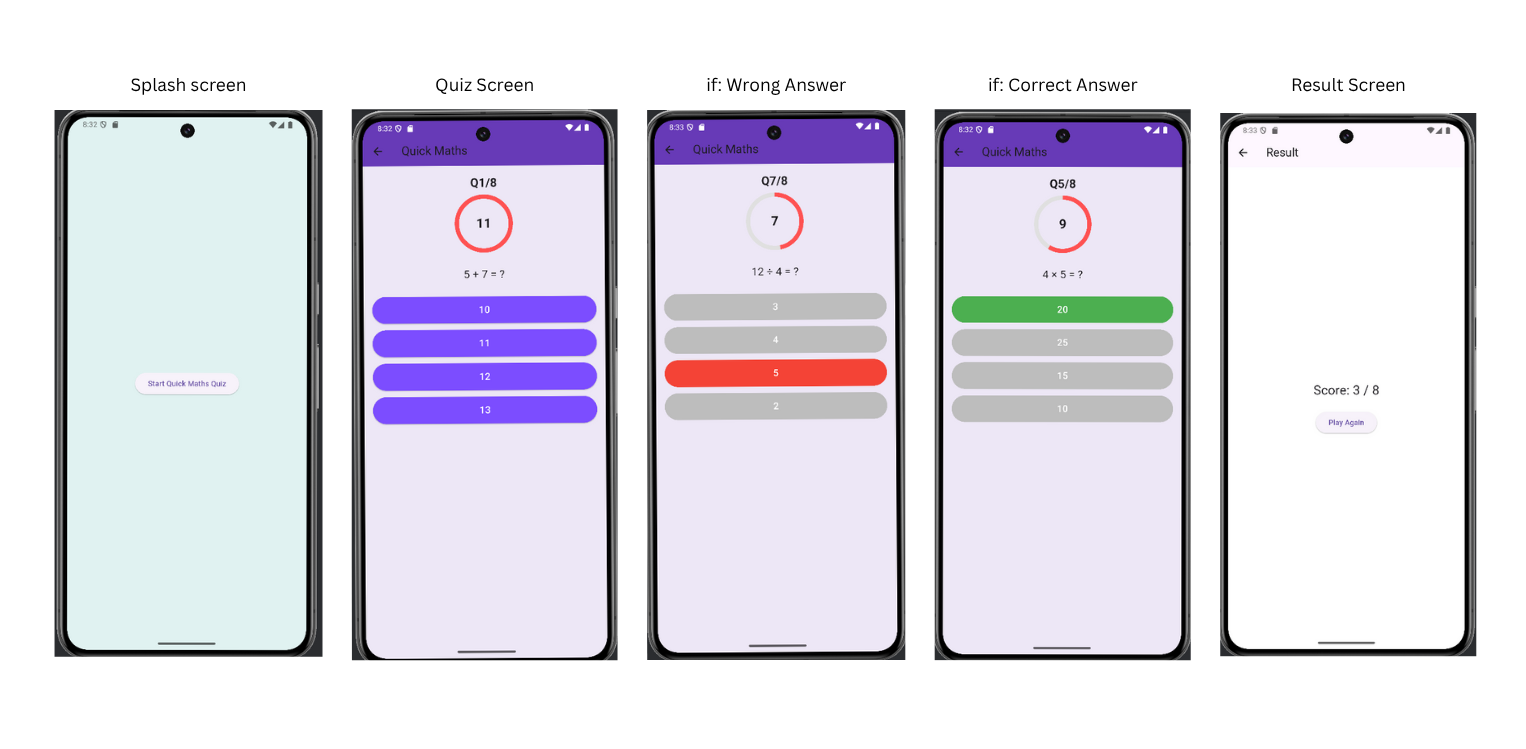 Splash screen
8:32
Start Quick Maths Quiz
Quiz Screen
8:32
Quick Maths
Q1/8
11
5 + 7 = ?
10
11
12
13
if: Wrong Answer
8:33
Quick Maths
Q7/8
7
12 ÷ 4 = ?
3
4
5
2
if: Correct Answer
8:32
Quick Maths
Q5/8
9
4 × 5 = ?
20
25
15
10
Result Screen
8:33
Result
Score: 3 / 8
Play Again